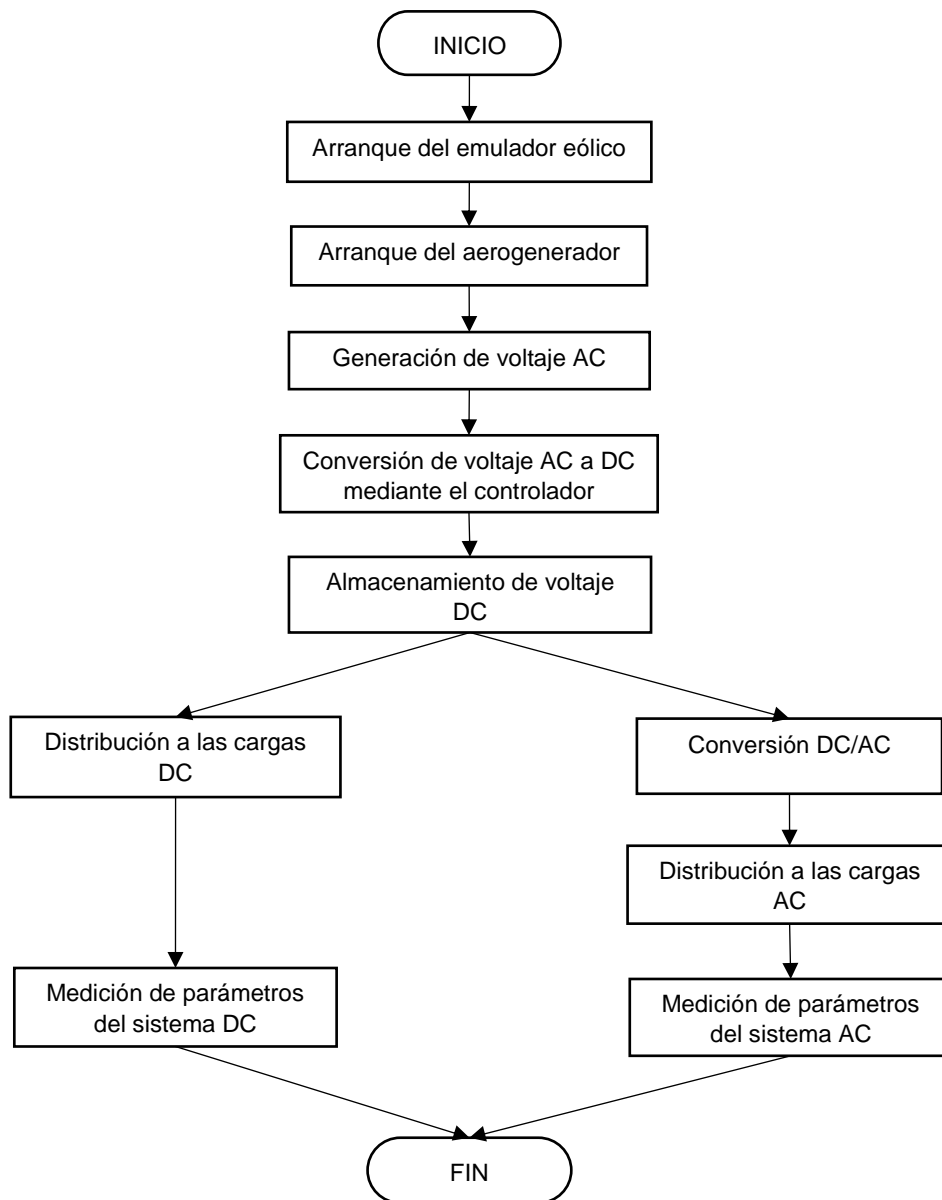 INICIO
Arranque del emulador eólico
Arranque del aerogenerador
Generación de voltaje AC
Conversión de voltaje AC a DC
mediante el controlador
Almacenamiento de voltaje
DC
Distribución a las cargas
DC
Conversión DC/AC
Distribución a las cargas
AC
Medición de parámetros
del sistema DC
Medición de parámetros
del sistema AC
FIN